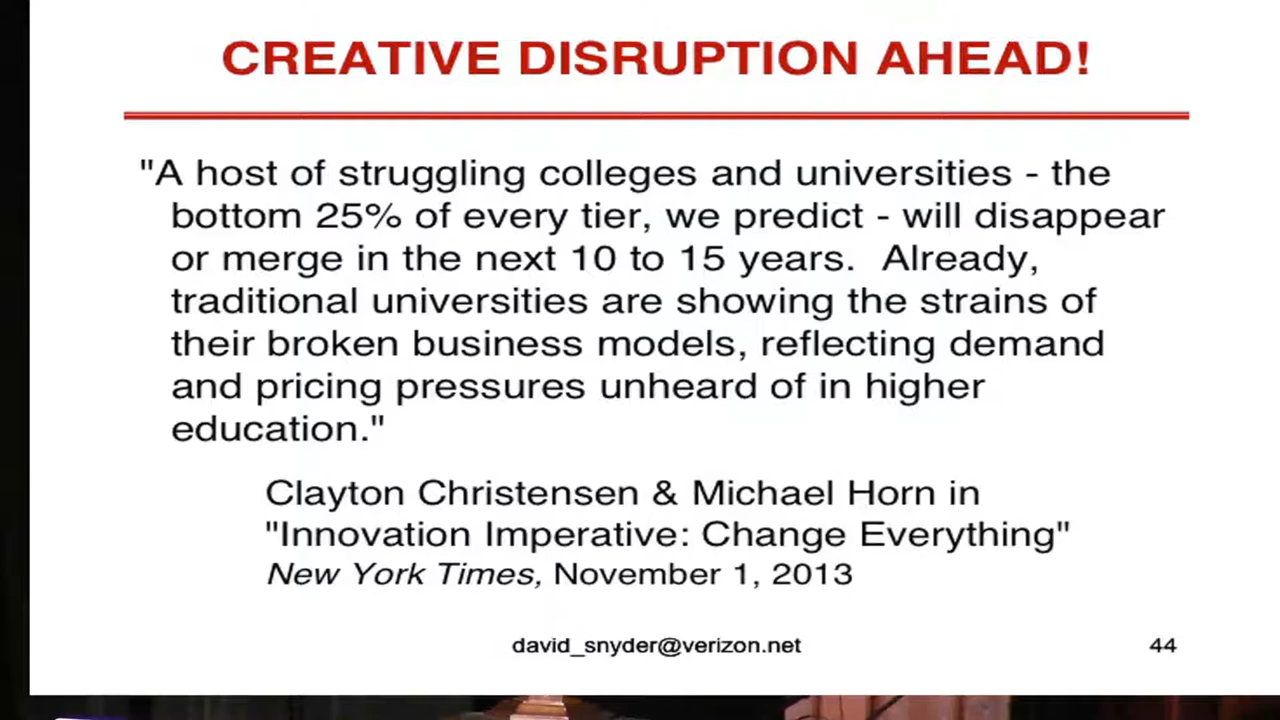 CREATIVE DISRUPTION AHEAD!
"A host of struggling colleges and universities - the
bottom 25% of every tier, we predict - will disappear
or merge in the next 10 to 15 years.  Already,
traditional universities are showing the strains of
their broken business models, reflecting demand
and pricing pressures unheard of in higher
education."
Clayton Christensen & Michael Horn in
"Innovation Imperative: Change Everything"
New York Times, November 1, 2013
david_snyder@verizon.net
44